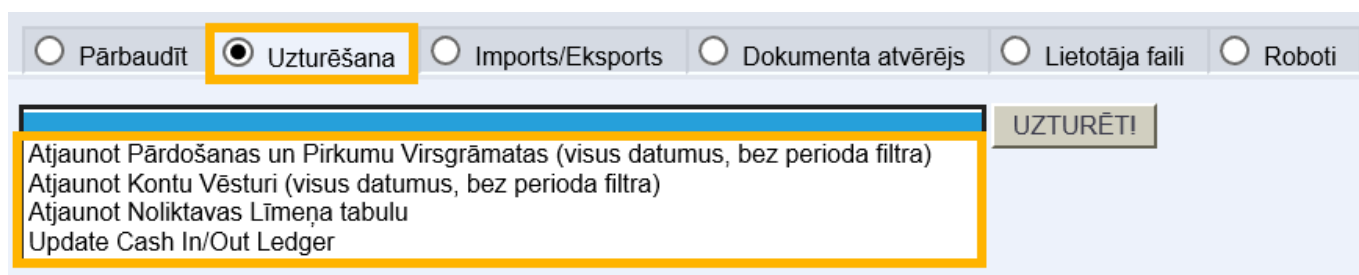 Pārbaudīt Uzturēšana Imports/Eksports Dokumenta atvērējs Lietotāja faili Roboti
UZTURĒT!
Atjaunot Pārdošanas un Pirkumu Virsgrāmatas (visus datumus, bez perioda filtra)
Atjaunot Kontu Vēsturi (visus datumus, bez perioda filtra)
Atjaunot Noliktavas Līmeņa tabulu
Update Cash In/Out Ledger